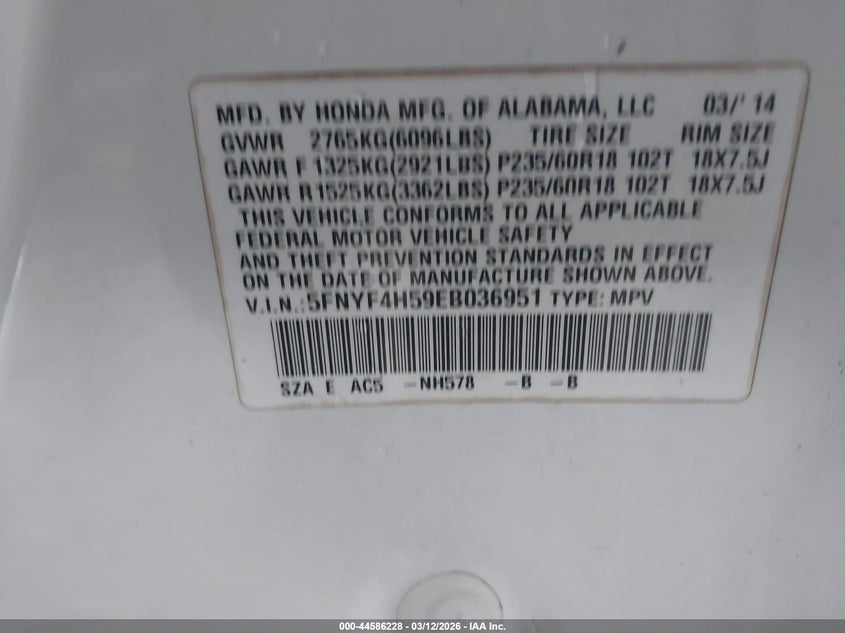 MFD. BY HONDA MFG. OF ALABAMA, LLC 03/' 14
GVWR 2765KG(6096LBS) TIRE SIZE RIM SIZE
GAWR F 1325KG(2921LBS) P235/60R18 102T 18X7.5J
GAWR R 1525KG(3362LBS) P235/60R18 102T 18X7.5J
THIS VEHICLE CONFORMS TO ALL APPLICABLE
FEDERAL MOTOR VEHICLE SAFETY
AND THEFT PREVENTION STANDARDS IN EFFECT
ON THE DATE OF MANUFACTURE SHOWN ABOVE.
V.I.N.:5FNYF4H59EB036951 TYPE: MPV
SZA E AC5 -NH578 -B -B
000-44586228 - 03/12/2026 - IAA Inc.